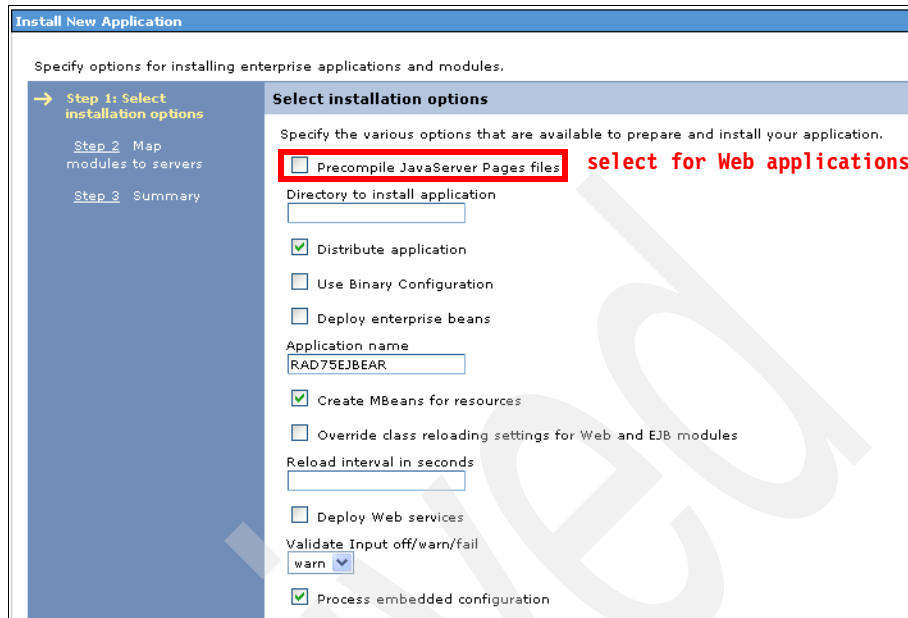 Install New Application
Specify options for installing enterprise applications and modules.
Step 1: Select
installation options
Step 2 Map
modules to servers
Step 3 Summary
Select installation options
Specify the various options that are available to prepare and install your application.
Precompile JavaServer Pages files
select for Web applications
Directory to install application
Distribute application
Use Binary Configuration
Deploy enterprise beans
Application name
RAD75EJBEAR
Create MBeans for resources
Override class reloading settings for Web and EJB modules
Reload interval in seconds
Deploy Web services
Validate Input off/warn/fail
warn
Process embedded configuration